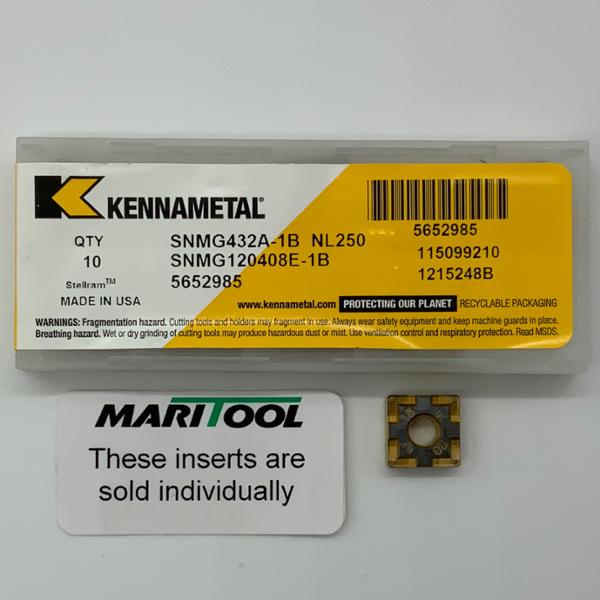 KENNAMETAL
5652985
QTY SNMG432A-1B NL250 115099210
10 SNMG120408E-1B 1215248B
Stellram™ 5652985
MADE IN USA www.kennametal.com PROTECTING OUR PLANET RECYCLABLE PACKAGING
WARNINGS: Fragmentation hazard. Cutting tools and holders may fragment in use. Always wear safety equipment and keep machine guards in place.
Breathing hazard. Wet or dry grinding of cutting tools may produce hazardous dust or mist. Use ventilation control and respiratory protection. Read MSDS.
MARITOOL
These inserts are
sold individually